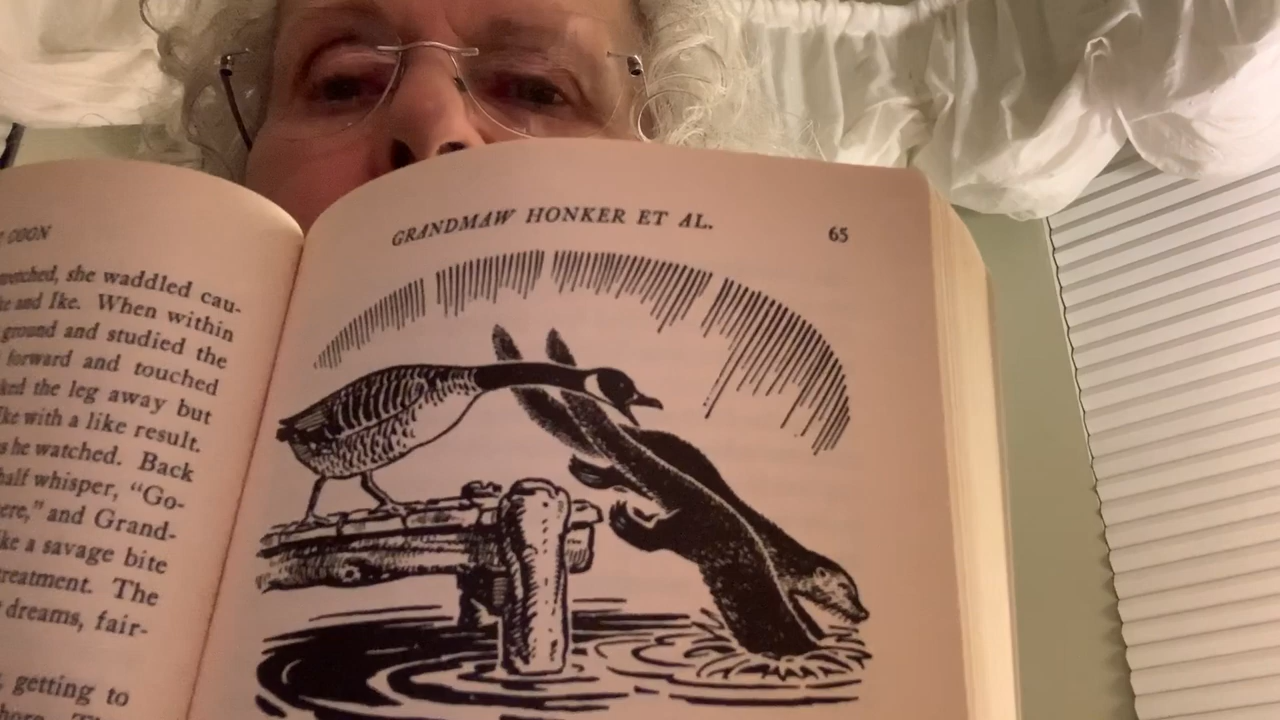 COON
she waddled cau-
and Ike. When within
ground and studied the
forward and touched
the leg away but
Ike with a like result.
he watched. Back
half whisper, "Go-
and Grand-
a savage bite
treatment. The
dreams, fair-
getting to
GRANDMAW HONKER ET AL.
65